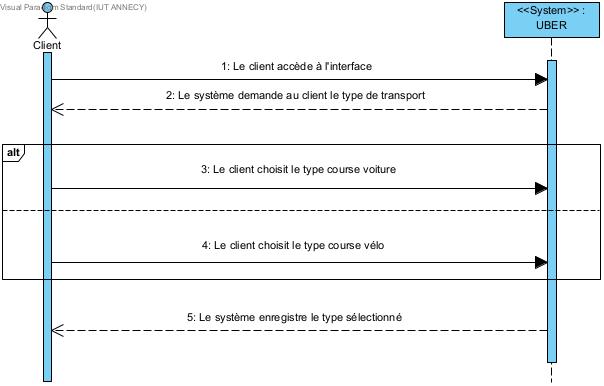 Visual Paradigm Standard(IUT ANNECY)
<<System>> :
UBER
Client
1: Le client accède à l'interface
2: Le système demande au client le type de transport
alt
3: Le client choisit le type course voiture
4: Le client choisit le type course vélo
5: Le système enregistre le type sélectionné